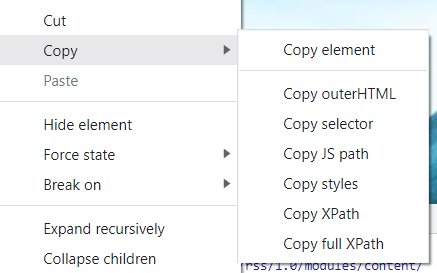 Cut
Copy
Paste
Hide element
Force state
Break on
Expand recursively
Collapse children
Copy element
Copy outerHTML
Copy selector
Copy JS path
Copy styles
Copy XPath
Copy full XPath
rss/1.0/modules/content/